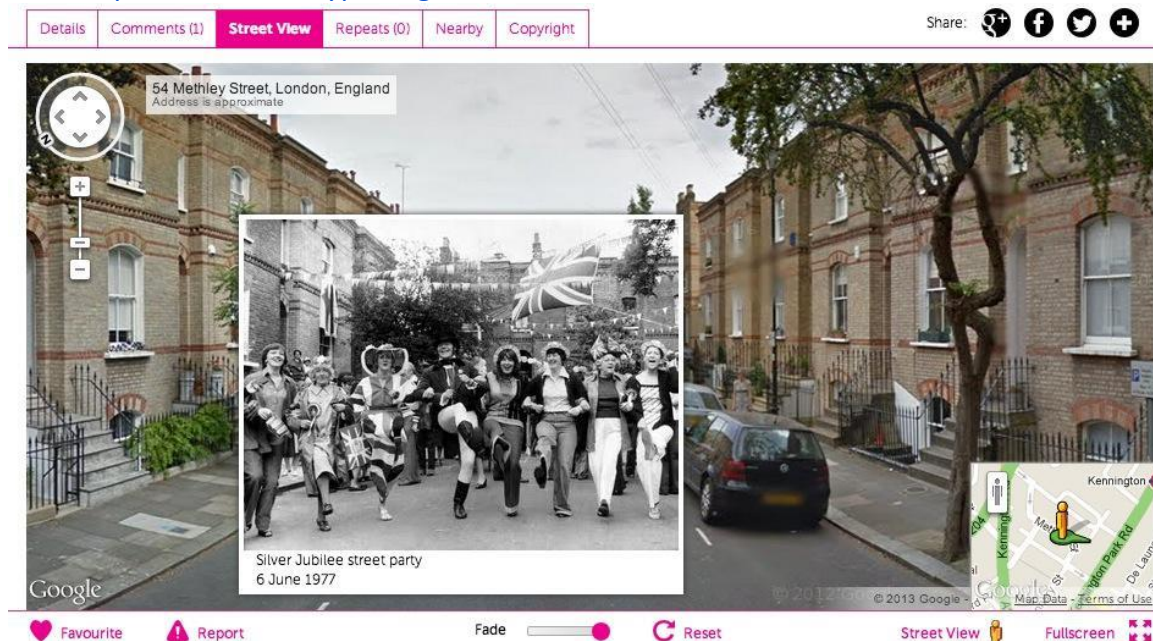 Details Comments (1) Street View Repeats (0) Nearby Copyright Share:
54 Methley Street, London, England
Address is approximate
N
Silver Jubilee street party
6 June 1977
Kennington
Kennington
Google
© 2013 Google - Map Data - Terms of Use
Favourite Report Fade Reset Street View Fullscreen